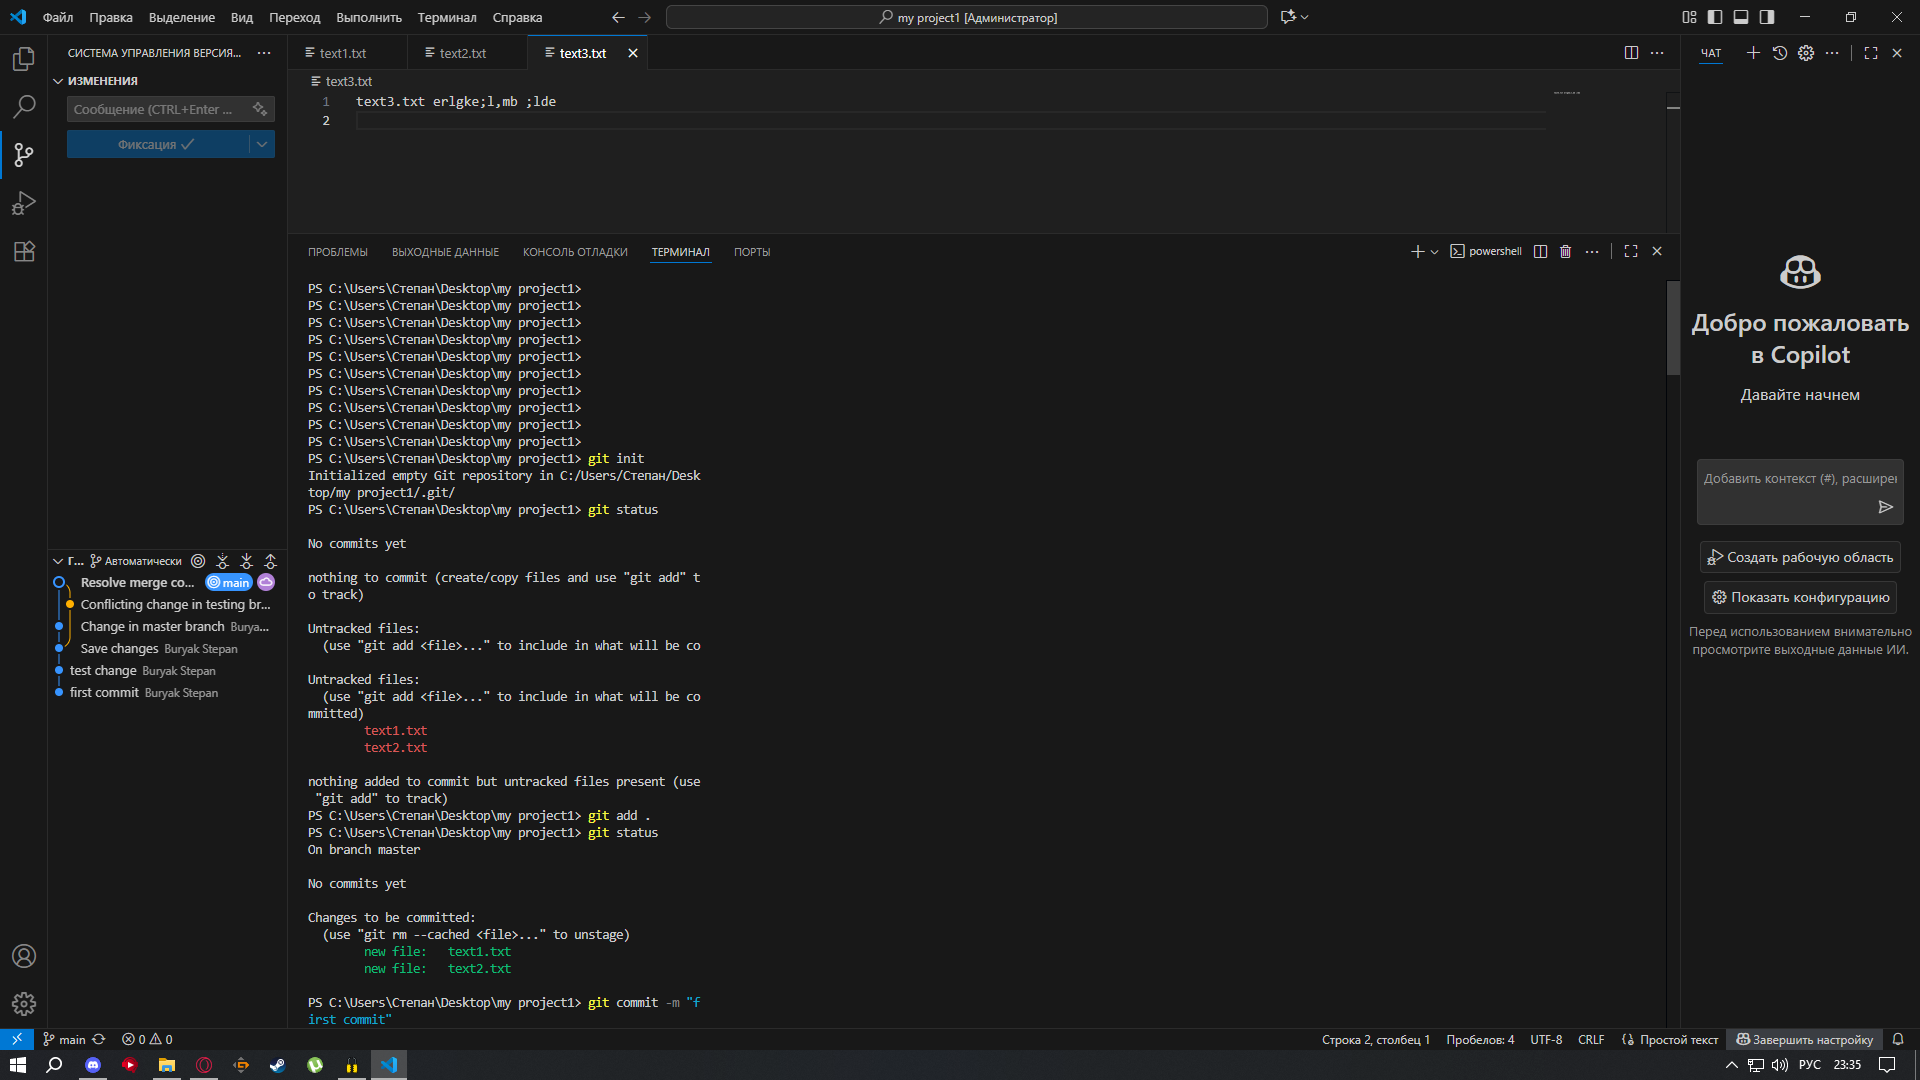 Файл Правка Выделение Вид Переход Выполнить Терминал Справка
my project1 [Администратор]
СИСТЕМА УПРАВЛЕНИЯ ВЕРСИЯ...
ИЗМЕНЕНИЯ
Сообщение (CTRL+Enter ...
Фиксация
Г... Автоматически
Resolve merge co... main
Conflicting change in testing br...
Change in master branch Burya...
Save changes Buryak Stepan
test change Buryak Stepan
first commit Buryak Stepan
text1.txt text2.txt text3.txt
text3.txt
1 text3.txt erlgke;l,mb ;lde
2
ПРОБЛЕМЫ ВЫХОДНЫЕ ДАННЫЕ КОНСОЛЬ ОТЛАДКИ ТЕРМИНАЛ ПОРТЫ
powershell
PS C:\Users\Степан\Desktop\my project1>
PS C:\Users\Степан\Desktop\my project1>
PS C:\Users\Степан\Desktop\my project1>
PS C:\Users\Степан\Desktop\my project1>
PS C:\Users\Степан\Desktop\my project1>
PS C:\Users\Степан\Desktop\my project1>
PS C:\Users\Степан\Desktop\my project1>
PS C:\Users\Степан\Desktop\my project1>
PS C:\Users\Степан\Desktop\my project1>
PS C:\Users\Степан\Desktop\my project1>
PS C:\Users\Степан\Desktop\my project1> git init
Initialized empty Git repository in C:/Users/Степан/Desk
top/my project1/.git/
PS C:\Users\Степан\Desktop\my project1> git status
No commits yet
nothing to commit (create/copy files and use "git add" t
o track)
Untracked files:
(use "git add <file>..." to include in what will be co
Untracked files:
(use "git add <file>..." to include in what will be co
mmitted)
text1.txt
text2.txt
nothing added to commit but untracked files present (use
"git add" to track)
PS C:\Users\Степан\Desktop\my project1> git add .
PS C:\Users\Степан\Desktop\my project1> git status
On branch master
No commits yet
Changes to be committed:
(use "git rm --cached <file>..." to unstage)
new file: text1.txt
new file: text2.txt
PS C:\Users\Степан\Desktop\my project1> git commit -m "f
irst commit"
ЧАТ
Добро пожаловать
в Copilot
Давайте начнем
Добавить контекст (#), расширен
Создать рабочую область
Показать конфигурацию
Перед использованием внимательно
просмотрите выходные данные ИИ.
main 0 0
Строка 2, столбец 1 Пробелов: 4 UTF-8 CRLF Простой текст Завершить настройку
РУС 23:35